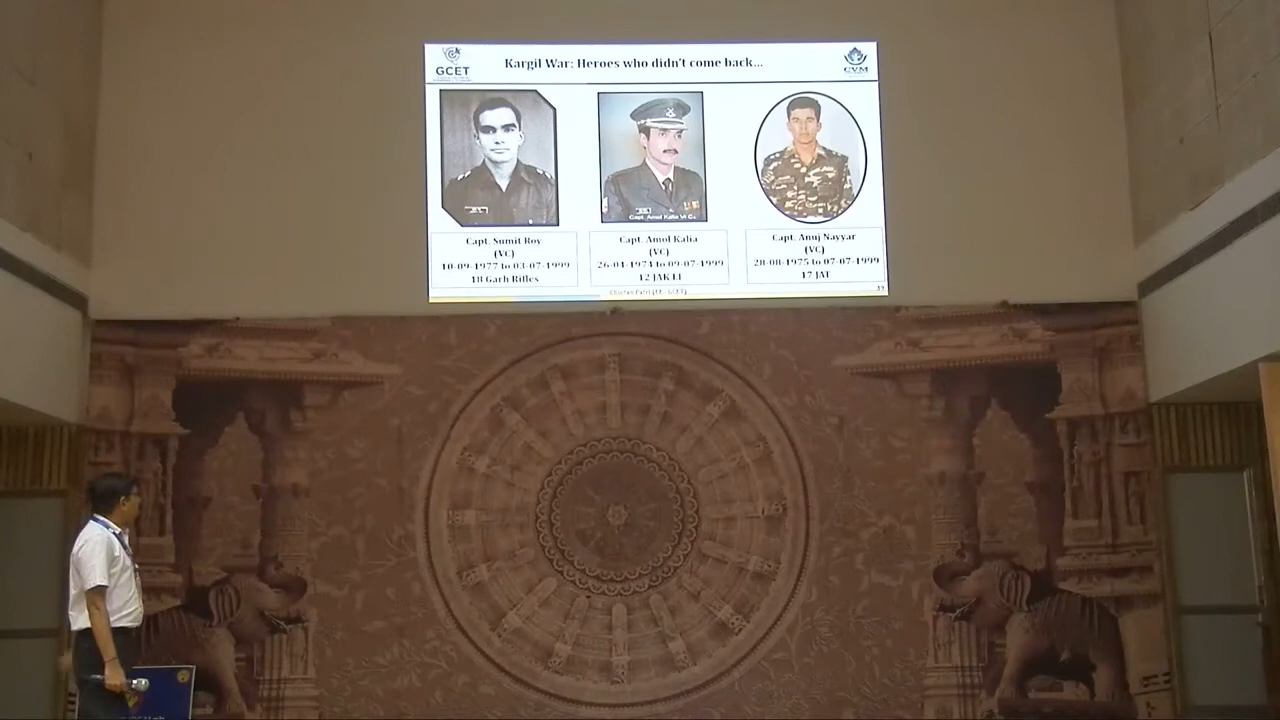 GCET
Kargil War: Heroes who didn't come back...
CVM
Capt. Amol Kalia Vr C.
Capt. Sumit Roy
(VC)
10-09-1977 to 03-07-1999
18 Garh Rifles
Capt. Amol Kalia
(VC)
26-04-1974 to 09-07-1999
12 JAK LI
Capt. Anuj Nayyar
(VC)
28-08-1975 to 07-07-1999
17 JAT